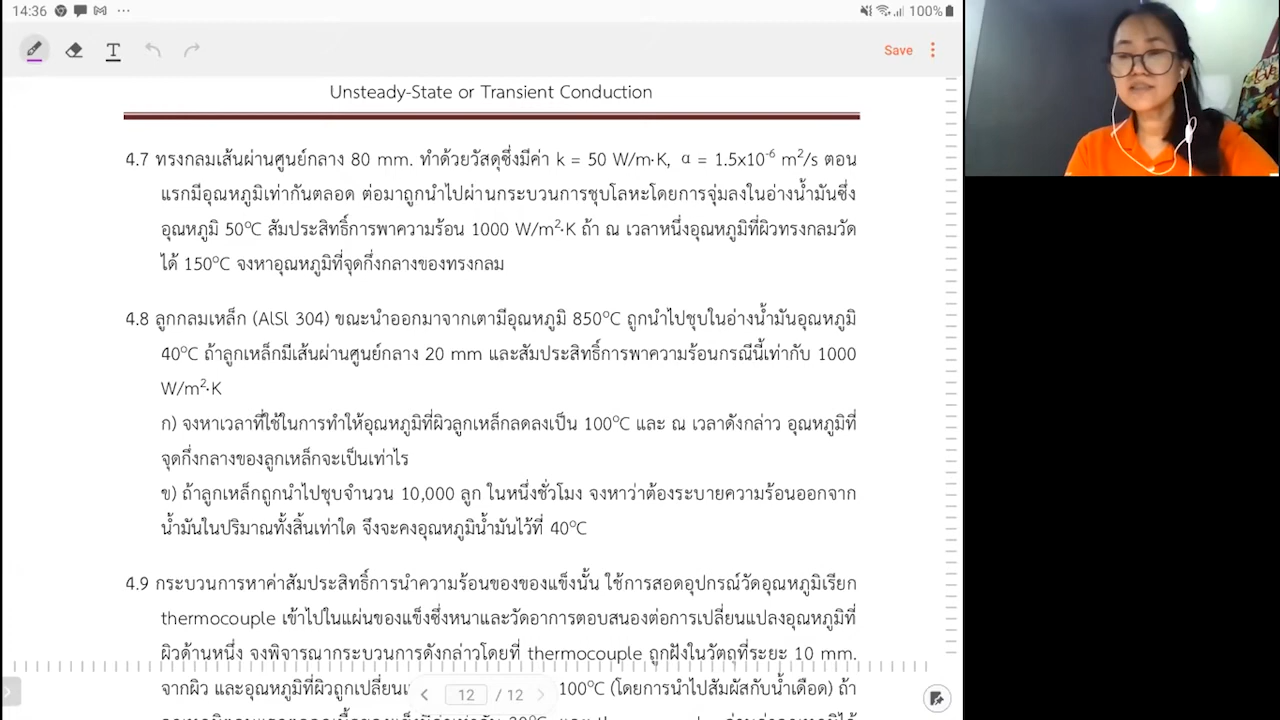 14:36
100%
T
Save
Unsteady-State or Transient Conduction
4.7 ทรงกลมเส้นผ่านศูนย์กลาง 80 mm. ทำด้วยวัสดุซึ่งมีค่า k = 50 W/m·K, α = 1.5x10⁻⁶ m²/s ตอน
แรกมีอุณหภูมิเท่ากันตลอด ต่อมาถูกนำไปผ่านกระบวนการชุบโลหะโดยการจุ่มลงในอ่างน้ำมันซึ่ง
อุณหภูมิ 50°C สัมประสิทธิ์การพาความร้อน 1000 W/m²·K ถ้า ณ เวลาหนึ่งอุณหภูมิที่ผิวทรงกลมวัด
ได้ 150°C จงหาอุณหภูมิที่จุดกึ่งกลางของทรงกลม
4.8 ลูกกลมเหล็ก (AlSl 304) ขณะนำออกมาจากเตามีอุณหภูมิ 850°C ถูกนำไปชุบในอ่างน้ำมันอุณหภูมิ
40°C ถ้าลูกเหล็กมีเส้นผ่านศูนย์กลาง 20 mm และสัมประสิทธิ์การพาความร้อนกรณีนี้เท่ากับ 1000
W/m²·K
ก) จงหาเวลาที่ใช้ในการทำให้อุณหภูมิที่ผิวลูกเหล็กลดลงเป็น 100°C และ ณ เวลาดังกล่าว อุณหภูมิที่
จุดกึ่งกลางของลูกเหล็กจะเป็นเท่าไร
ข) ถ้าลูกเหล็กถูกนำไปชุบจำนวน 10,000 ลูก ในหนึ่งชั่วโมง จงหาว่าต้องระบายความร้อนออกจาก
น้ำมันในปริมาณทั้งสิ้นเท่าใด จึงจะคงอุณหภูมิน้ำมันไว้ที่ 40°C
4.9 กระบวนการหาค่าสัมประสิทธิ์การนำความร้อนของของแข็งนั้น ใช้การสอดอุปกรณ์วัดอุณหภูมิเรียก
thermocouple เข้าไปในแผ่นของแข็งซึ่งหนาและวัดอาการตอบสนองต่อการเปลี่ยนแปลงอุณหภูมิที่
ผิวด้านหนึ่ง จงพิจารณากระบวนการดังกล่าวโดยที่ thermocouple ถูกฝังในวัตถุที่ระยะ 10 mm.
จากผิว และอุณหภูมิที่ผิวถูกเปลี่ยน 100°C (โดยการนำไปสัมผัสกับน้ำเดือด) ถ้า
12 / 12